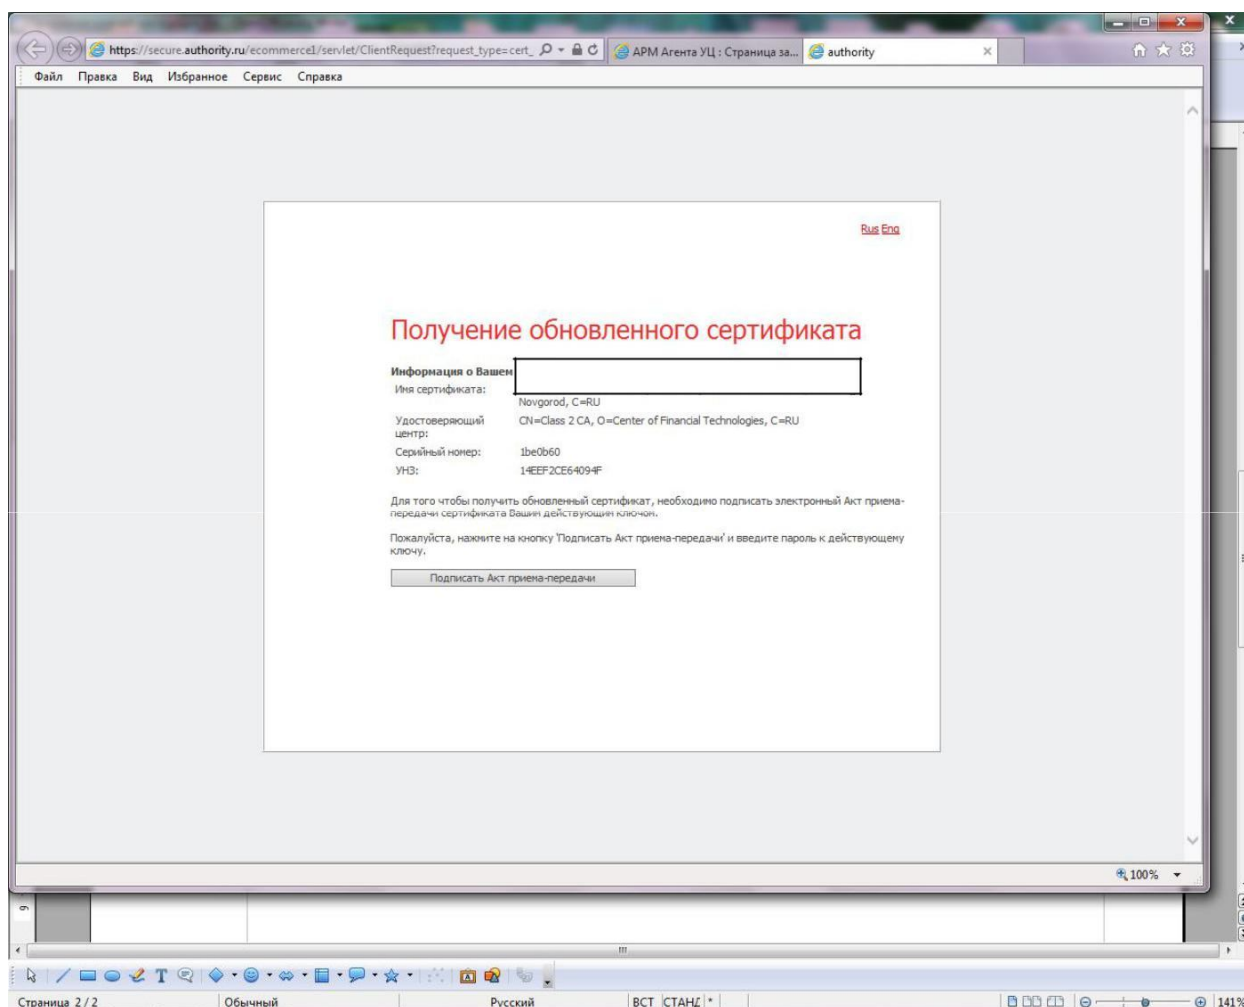 https://secure.authority.ru/ecommerce1/servlet/ClientRequest?request_type=cert_
АРМ Агента УЦ : Страница за...
authority
Файл Правка Вид Избранное Сервис Справка
Rus Eng
Получение обновленного сертификата
Информация о Вашем
Имя сертификата:
Novgorod, C=RU
Удостоверяющий CN=Class 2 CA, O=Center of Financial Technologies, C=RU
центр:
Серийный номер: 1be0b60
УНЗ: 14EEF2CE64094F
Для того чтобы получить обновленный сертификат, необходимо подписать электронный Акт приема-
передачи сертификата Вашим действующим ключом.
Пожалуйста, нажмите на кнопку 'Подписать Акт приема-передачи' и введите пароль к действующему
ключу.
Подписать Акт приема-передачи
100%
9
Страница 2 / 2 Обычный Русский ВСТ СТАНД * 141%